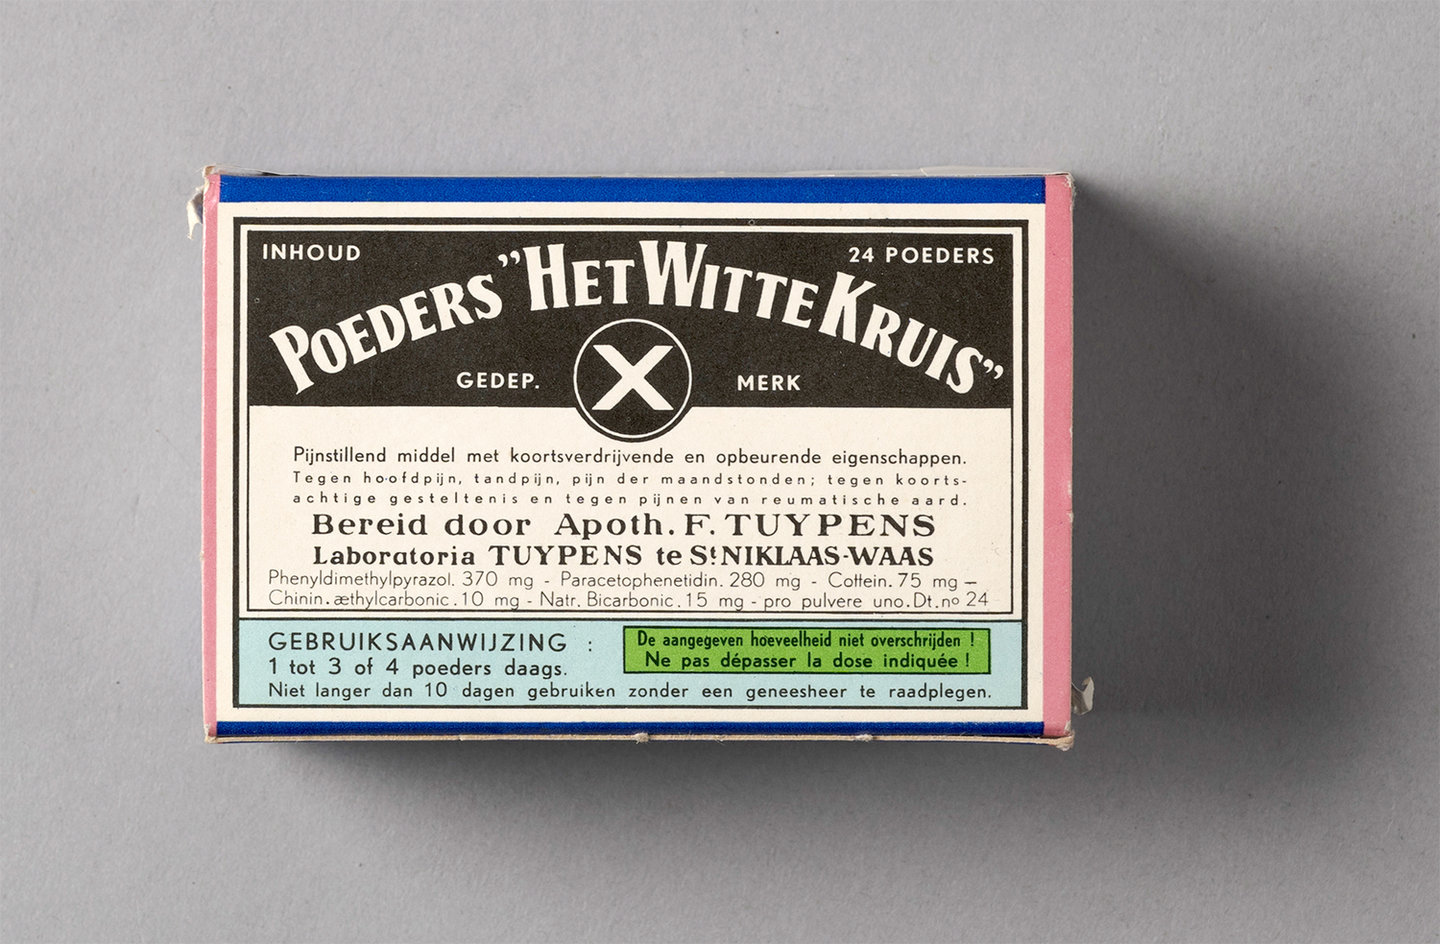 INHOUD
24 POEDERS
POEDERS "HET WITTE KRUIS"
GEDEP. X MERK
Pijnstillend middel met koortsverdrijvende en opbeurende eigenschappen.
Tegen hoofdpijn, tandpijn, pijn der maandstonden; tegen koorts-
achtige gesteltenis en tegen pijnen van reumatische aard.
Bereid door Apoth. F. TUYPENS
Laboratoria TUYPENS te St NIKLAAS-WAAS
Phenyldimethylpyrazol. 370 mg - Paracetophenetidin. 280 mg - Coffein. 75 mg –
Chinin. æthylcarbonic. 10 mg - Natr. Bicarbonic. 15 mg - pro pulvere uno. Dt. nº 24
GEBRUIKSAANWIJZING :
1 tot 3 of 4 poeders daags.
De aangegeven hoeveelheid niet overschrijden !
Ne pas dépasser la dose indiquée !
Niet langer dan 10 dagen gebruiken zonder een geneesheer te raadplegen.